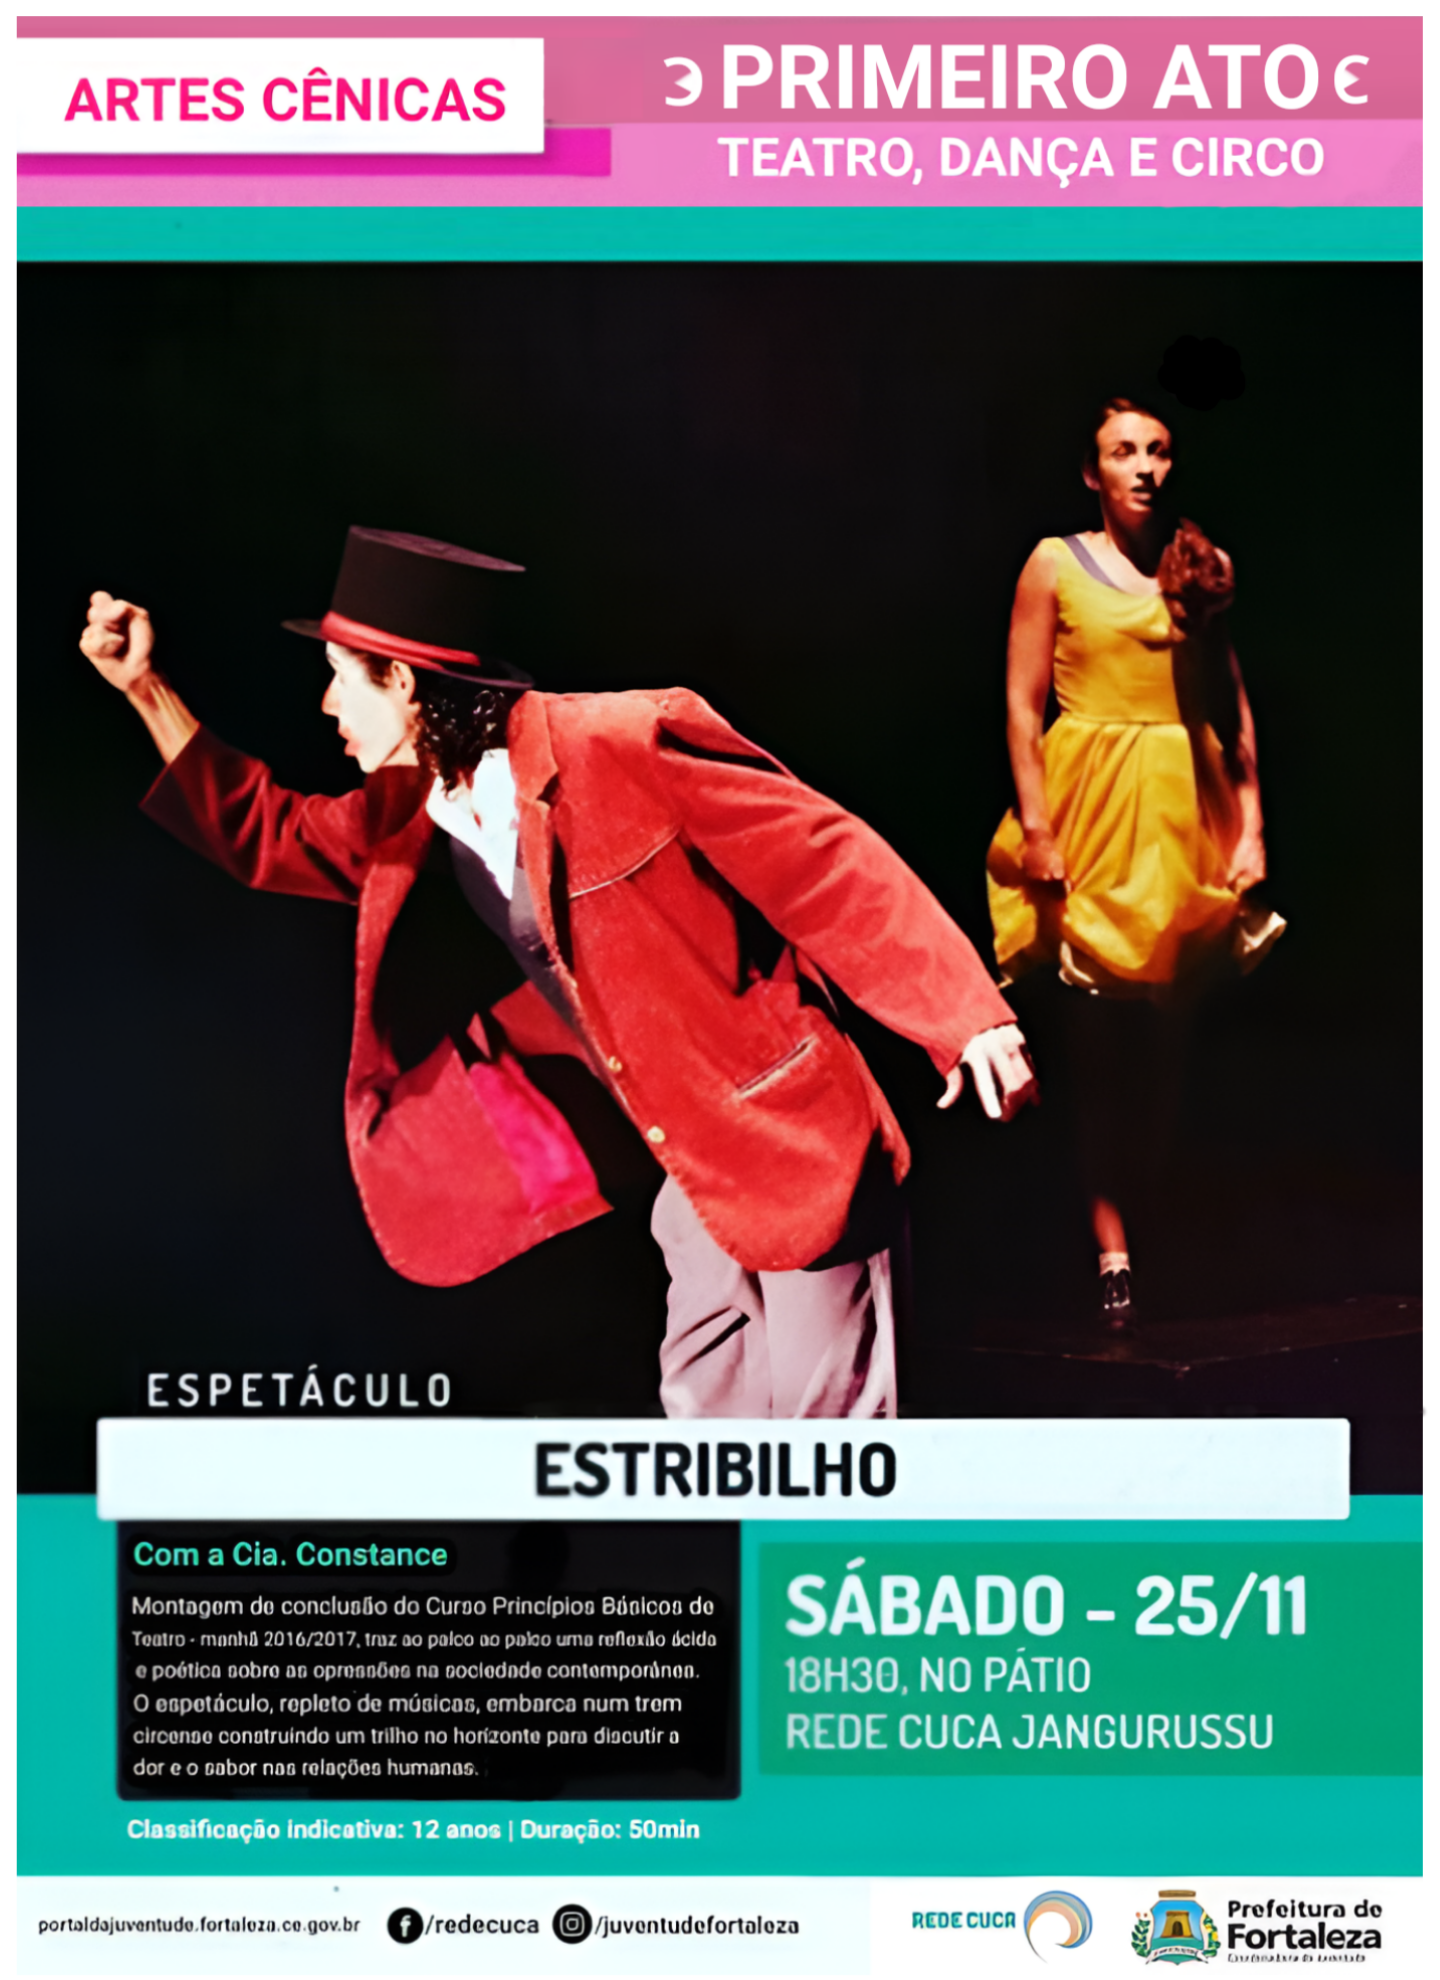 ARTES CÊNICAS
PRIMEIRO ATO
TEATRO, DANÇA E CIRCO
ESPETÁCULO
ESTRIBILHO
Com a Cia. Constance
Montagem de conclusão do Curso Princípios Básicos de
Teatro - manhã 2016/2017, traz ao palco ao palco uma reflexão ácida
e poética sobre as opressões na sociedade contemporânea.
O espetáculo, repleto de músicas, embarca num trem
circense construindo um trilho no horizonte para discutir a
dor e o sabor nas relações humanas.
Classificação indicativa: 12 anos | Duração: 50min
SÁBADO - 25/11
18H30, NO PÁTIO
REDE CUCA JANGURUSSU
portaldajuventude.fortaleza.ce.gov.br
/redecuca
/juventudefortaleza
REDE CUCA
Prefeitura de
Fortaleza